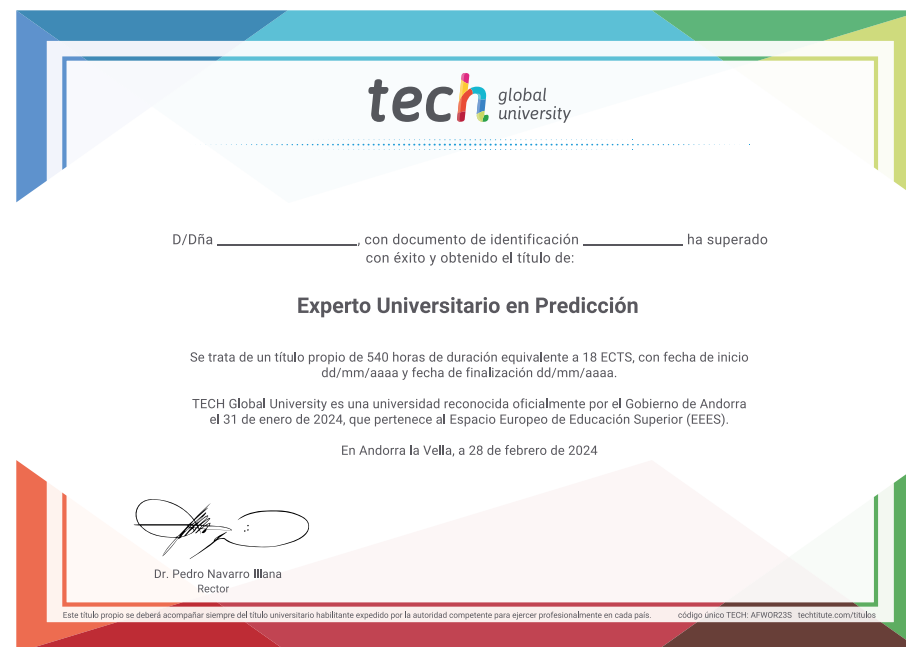 tech global
university
D/Dña ____________________, con documento de identificación ______________ ha superado
con éxito y obtenido el título de:
Experto Universitario en Predicción
Se trata de un título propio de 540 horas de duración equivalente a 18 ECTS, con fecha de inicio
dd/mm/aaaa y fecha de finalización dd/mm/aaaa.
TECH Global University es una universidad reconocida oficialmente por el Gobierno de Andorra
el 31 de enero de 2024, que pertenece al Espacio Europeo de Educación Superior (EEES).
En Andorra la Vella, a 28 de febrero de 2024
Dr. Pedro Navarro Illana
Rector
Este título propio se deberá acompañar siempre del título universitario habilitante expedido por la autoridad competente para ejercer profesionalmente en cada país. código único TECH: AFWOR23S techtitute.com/titulos